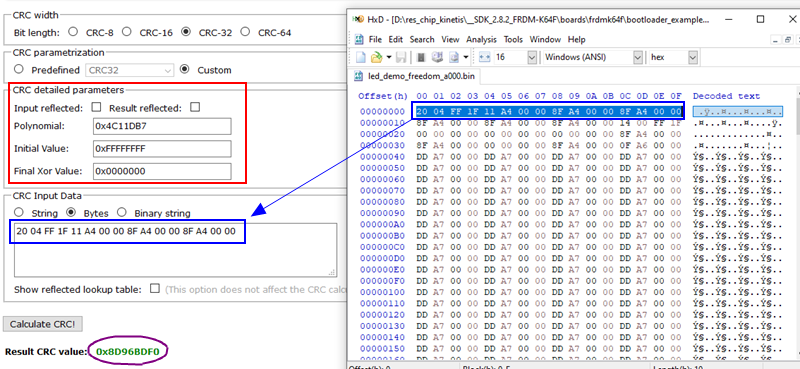 CRC width
Bit length: CRC-8 CRC-16 CRC-32 CRC-64
CRC parametrization
Predefined CRC32 Custom
CRC detailed parameters
Input reflected: Result reflected:
Polynomial: 0x4C11DB7
Initial Value: 0xFFFFFFFF
Final Xor Value: 0x0000000
CRC Input Data
String Bytes Binary string
20 04 FF 1F 11 A4 00 00 8F A4 00 00 8F A4 00 00
Show reflected lookup table: (This option does not affect the CRC calc
Calculate CRC!
Result CRC value: 0x8D96BDF0
HxD - [D:\res_chip_kinetis\__SDK_2.8.2_FRDM-K64F\boards\frdmk64f\bootloader_example...
File Edit Search View Analysis Tools Window Help
16 Windows (ANSI) hex
led_demo_freedom_a000.bin
Offset(h) 00 01 02 03 04 05 06 07 08 09 0A 0B 0C 0D 0E 0F Decoded text
00000000 20 04 FF 1F 11 A4 00 00 8F A4 00 00 8F A4 00 00 .ÿ...¤...¤...¤..
00000010 8F A4 00 00 8F A4 00 00 8F A4 00 00 14 00 FF 1F
00000020 00 00 00 00 00 00 00 00 00 00 00 00 8F A4 00 00
00000030 8F A4 00 00 00 00 00 00 8F A4 00 00 0F A6 00 00
00000040 DD A7 00 00 DD A7 00 00 DD A7 00 00 DD A7 00 00 Ý§..Ý§..Ý§..Ý§..
00000050 DD A7 00 00 DD A7 00 00 DD A7 00 00 DD A7 00 00 Ý§..Ý§..Ý§..Ý§..
00000060 DD A7 00 00 DD A7 00 00 DD A7 00 00 DD A7 00 00 Ý§..Ý§..Ý§..Ý§..
00000070 DD A7 00 00 DD A7 00 00 DD A7 00 00 DD A7 00 00 Ý§..Ý§..Ý§..Ý§..
00000080 DD A7 00 00 DD A7 00 00 DD A7 00 00 DD A7 00 00 Ý§..Ý§..Ý§..Ý§..
00000090 DD A7 00 00 DD A7 00 00 DD A7 00 00 DD A7 00 00 Ý§..Ý§..Ý§..Ý§..
000000A0 DD A7 00 00 DD A7 00 00 DD A7 00 00 DD A7 00 00 Ý§..Ý§..Ý§..Ý§..
000000B0 DD A7 00 00 DD A7 00 00 DD A7 00 00 DD A7 00 00 Ý§..Ý§..Ý§..Ý§..
000000C0 DD A7 00 00 DD A7 00 00 DD A7 00 00 DD A7 00 00 Ý§..Ý§..Ý§..Ý§..
000000D0 DD A7 00 00 DD A7 00 00 DD A7 00 00 DD A7 00 00 Ý§..Ý§..Ý§..Ý§..
000000E0 DD A7 00 00 DD A7 00 00 DD A7 00 00 DD A7 00 00 Ý§..Ý§..Ý§..Ý§..
000000F0 DD A7 00 00 DD A7 00 00 DD A7 00 00 DD A7 00 00 Ý§..Ý§..Ý§..Ý§..
00000100 DD A7 00 00 DD A7 00 00 DD A7 00 00 DD A7 00 00 Ý§..Ý§..Ý§..Ý§..
00000110 DD A7 00 00 DD A7 00 00 DD A7 00 00 DD A7 00 00 Ý§..Ý§..Ý§..Ý§..
00000120 DD A7 00 00 DD A7 00 00 DD A7 00 00 DD A7 00 00 Ý§..Ý§..Ý§..Ý§..
00000130 DD A7 00 00 DD A7 00 00 DD A7 00 00 DD A7 00 00 Ý§..Ý§..Ý§..Ý§..
00000140 DD A7 00 00 DD A7 00 00 DD A7 00 00 DD A7 00 00 Ý§..Ý§..Ý§..Ý§..
00000150 DD A7 00 00 DD A7 00 00 DD A7 00 00 DD A7 00 00 Ý§..Ý§..Ý§..Ý§..
00000160 DD A7 00 00 DD A7 00 00 DD A7 00 00 DD A7 00 00 Ý§..Ý§..Ý§..Ý§..
Offset(h): 0 Block(h): 0-F Length(h): 10